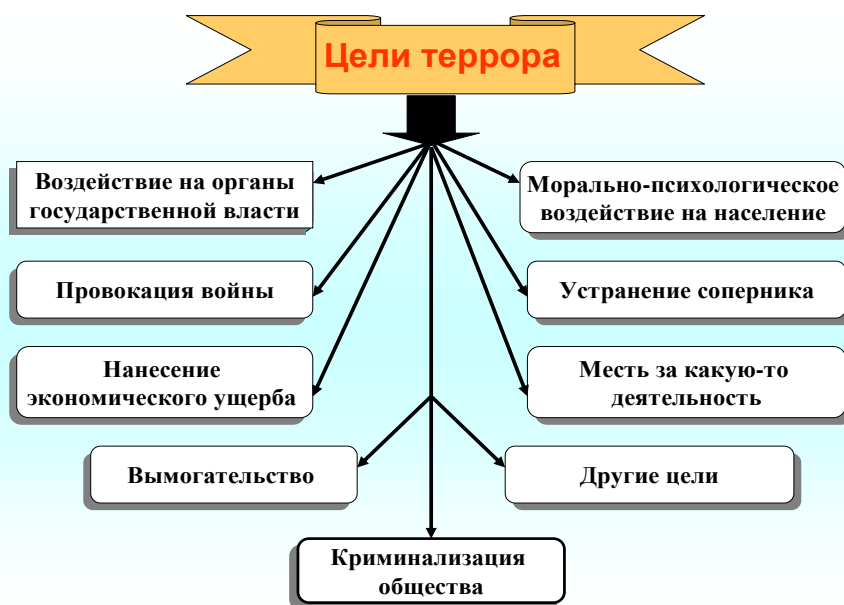 Цели террора
Воздействие на органы
государственной власти
Морально-психологическое
воздействие на население
Провокация войны
Устранение соперника
Нанесение
экономического ущерба
Месть за какую-то
деятельность
Вымогательство
Другие цели
Криминализация
общества